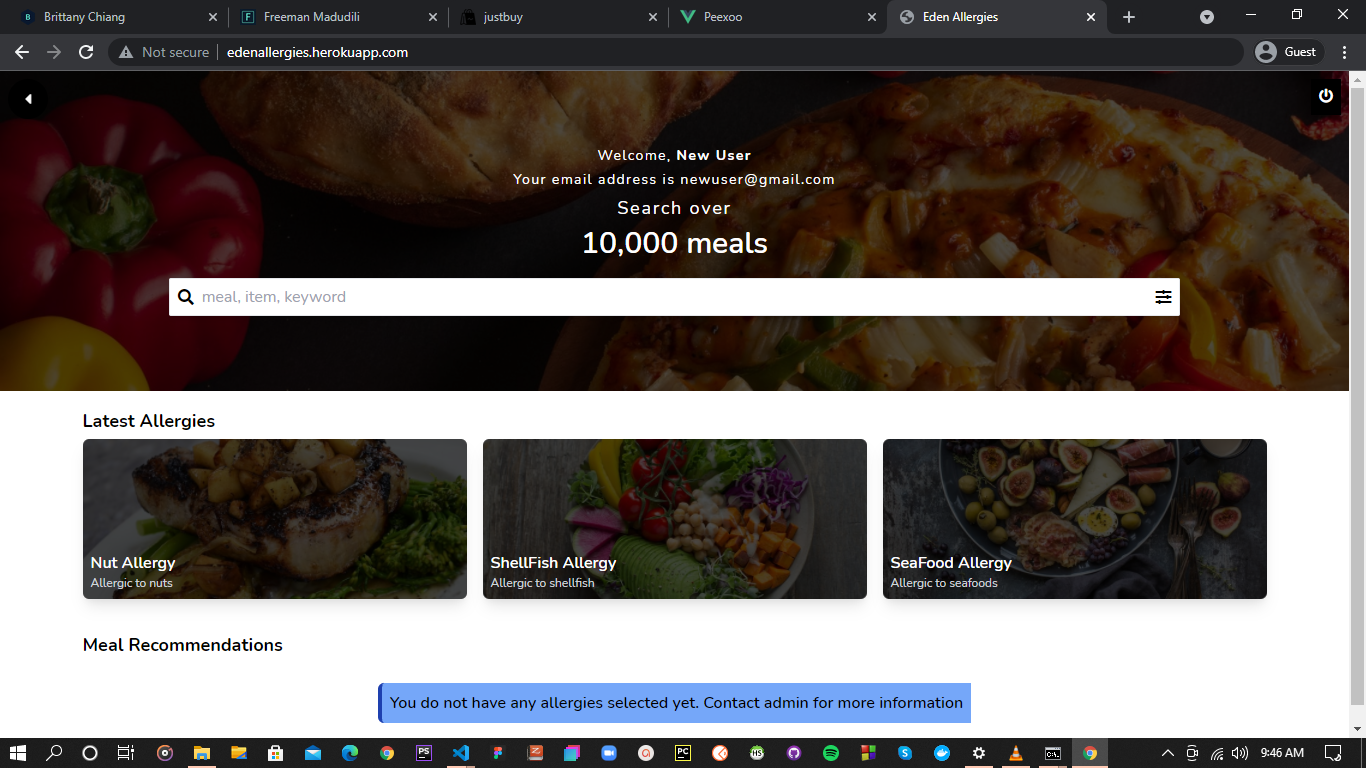 Brittany Chiang
Freeman Madudili
justbuy
Peexoo
Eden Allergies
Not secure
edenallergies.herokuapp.com
Guest
Welcome, New User
Your email address is newuser@gmail.com
Search over
10,000 meals
meal, item, keyword
Latest Allergies
Nut Allergy
Allergic to nuts
ShellFish Allergy
Allergic to shellfish
SeaFood Allergy
Allergic to seafoods
Meal Recommendations
You do not have any allergies selected yet. Contact admin for more information
PS
PC
HS
9:46 AM